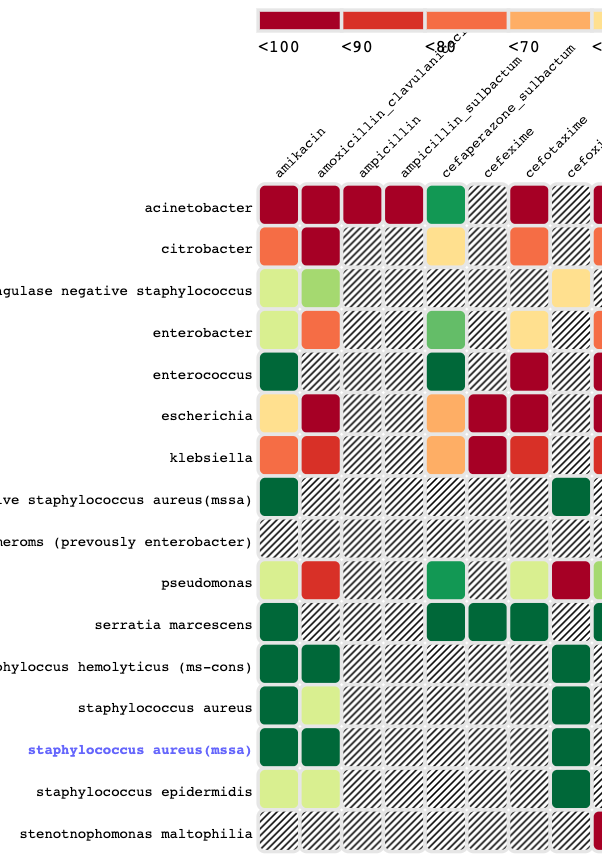 <100 <90 <80 <70 <
amikacin
amoxicillin_clavulanic
ampicillin
ampicillin_sulbactum
cefaperazone_sulbactum
cefexime
cefotaxime
cefoxi
acinetobacter
citrobacter
agulase negative staphylococcus
enterobacter
enterococcus
escherichia
klebsiella
ive staphylococcus aureus(mssa)
neroms (prevously enterobacter)
pseudomonas
serratia marcescens
phyloccus hemolyticus (ms-cons)
staphylococcus aureus
staphylococcus aureus(mssa)
staphylococcus epidermidis
stenotnophomonas maltophilia